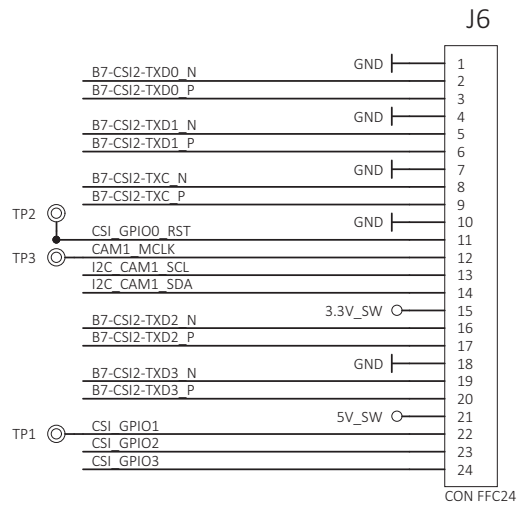 J6
GND 1
B7-CSI2-TXD0_N 2
B7-CSI2-TXD0_P 3
GND 4
B7-CSI2-TXD1_N 5
B7-CSI2-TXD1_P 6
GND 7
B7-CSI2-TXC_N 8
B7-CSI2-TXC_P 9
TP2 GND 10
CSI_GPIO0_RST 11
TP3 CAM1_MCLK 12
I2C_CAM1_SCL 13
I2C_CAM1_SDA 14
3.3V_SW 15
B7-CSI2-TXD2_N 16
B7-CSI2-TXD2_P 17
GND 18
B7-CSI2-TXD3_N 19
B7-CSI2-TXD3_P 20
5V_SW 21
TP1 CSI_GPIO1 22
CSI_GPIO2 23
CSI_GPIO3 24
CON FFC24